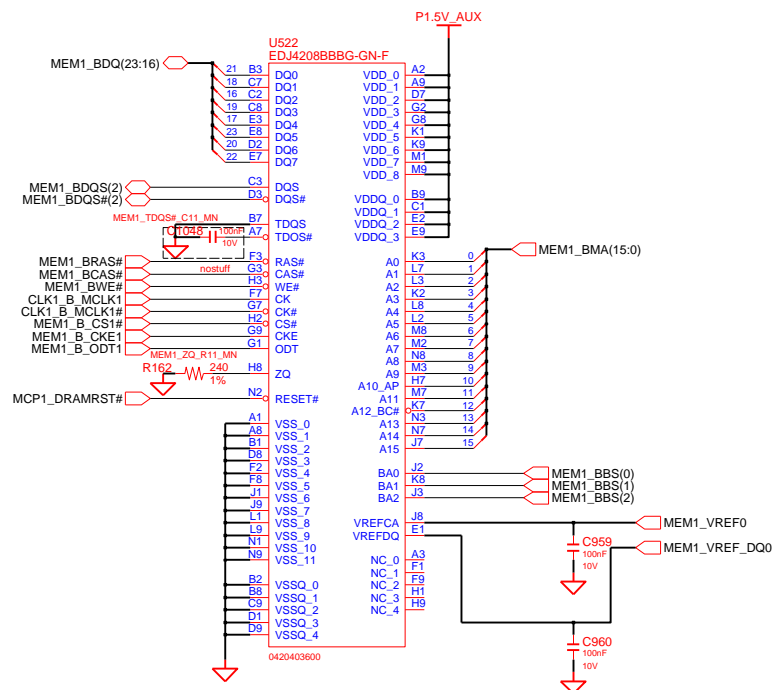 P1.5V_AUX
U522
EDJ4208BBBG-GN-F
MEM1_BDQ(23:16)
21 B3 DQ0 VDD_0 A2
18 C7 DQ1 VDD_1 A9
16 C2 DQ2 VDD_2 D7
19 C8 DQ3 VDD_3 G2
17 E3 DQ4 VDD_4 G8
23 E8 DQ5 VDD_5 K1
20 D2 DQ6 VDD_6 K9
22 E7 DQ7 VDD_7 M1
VDD_8 M9
MEM1_BDQS(2) C3 DQS
MEM1_BDQS#(2) D3 DQS# VDDQ_0 B9
VDDQ_1 C1
MEM1_TDQS#_C11_MN
B7 TDQS VDDQ_2 E2
C1048 100nF 10V A7 TDOS# VDDQ_3 E9
MEM1_BMA(15:0)
MEM1_BRAS# F3 RAS# A0 K3 0
nostuff
MEM1_BCAS# G3 CAS# A1 L7 1
MEM1_BWE# H3 WE# A2 L3 2
CLK1_B_MCLK1 F7 CK A3 K2 3
CLK1_B_MCLK1# G7 CK# A4 L8 4
MEM1_B_CS1# H2 CS# A5 L2 5
MEM1_B_CKE1 G9 CKE A6 M8 6
MEM1_B_ODT1 G1 ODT A7 M2 7
MEM1_ZQ_R11_MN
A8 N8 8
R162 240 1% H8 ZQ A9 M3 9
A10_AP H7 10
MCP1_DRAMRST# N2 RESET# A11 M7 11
A12_BC# K7 12
A1 VSS_0 A13 N3 13
A8 VSS_1 A14 N7 14
B1 VSS_2 A15 J7 15
D8 VSS_3
F2 VSS_4 BA0 J2 MEM1_BBS(0)
F8 VSS_5 BA1 K8 MEM1_BBS(1)
J1 VSS_6 BA2 J3 MEM1_BBS(2)
J9 VSS_7
L1 VSS_8 VREFCA J8 MEM1_VREF0
L9 VSS_9 VREFDQ E1
N1 VSS_10
N9 VSS_11 NC_0 A3
C959
100nF
10V
MEM1_VREF_DQ0
NC_1 F1
B2 VSSQ_0 NC_2 F9
B8 VSSQ_1 NC_3 H1
C9 VSSQ_2 NC_4 H9
D1 VSSQ_3
D9 VSSQ_4
C960
100nF
10V
0420403600